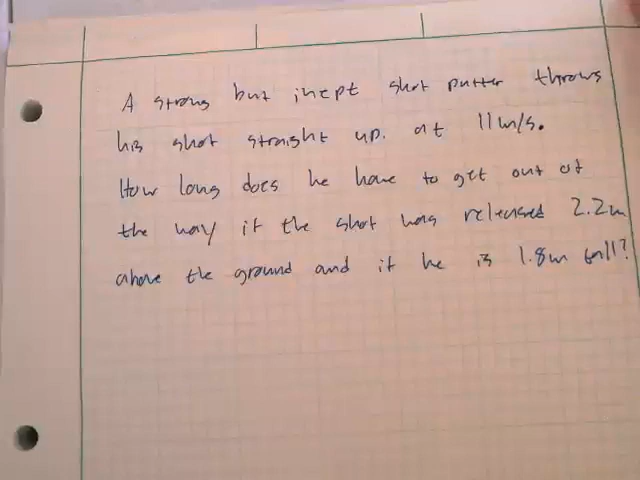 A strong but inept shot putter throws
his shot straight up. at 11m/s.
How long does he have to get out of
the way if the shot was released 2.2m
above the ground and if he is 1.8m tall?